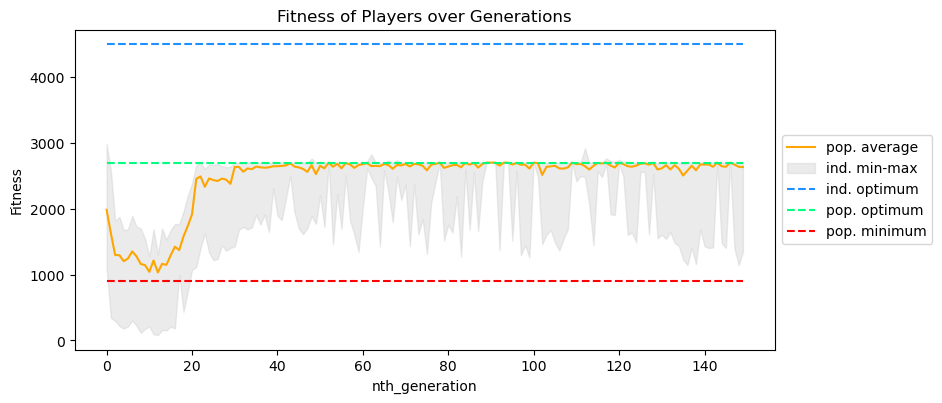 Fitness of Players over Generations
Fitness
4000
3000
2000
1000
0
0 20 40 60 80 100 120 140
nth_generation
pop. average
ind. min-max
ind. optimum
pop. optimum
pop. minimum